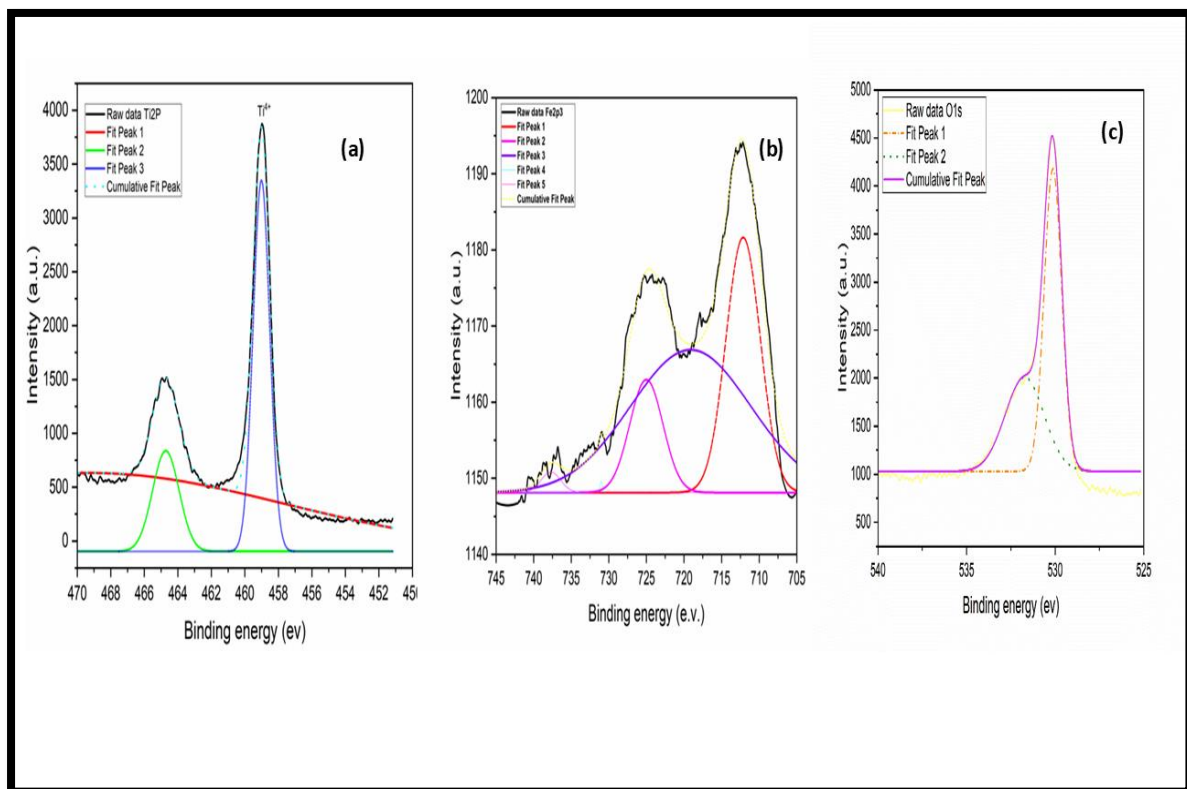 4000
3500
3000
2500
2000
1500
1000
500
0
Intensity (a.u.)
Raw data Ti2P
Fit Peak 1
Fit Peak 2
Fit Peak 3
Cumulative Fit Peak
Ti⁴⁺
(a)
470 468 466 464 462 460 458 456 454 452 45
Binding energy (ev)
1200
1190
1180
1170
1160
1150
1140
Intensity (a.u.)
Raw data Fe2p3
Fit Peak 1
Fit Peak 2
Fit Peak 3
Fit Peak 4
Fit Peak 5
Cumulative Fit Peak
(b)
745 740 735 730 725 720 715 710 705
Binding energy (e.v.)
5000
4500
4000
3500
3000
2500
2000
1500
1000
500
Intensity (a.u.)
Raw data O1s
Fit Peak 1
Fit Peak 2
Cumulative Fit Peak
(c)
540 535 530 525
Binding energy (ev)